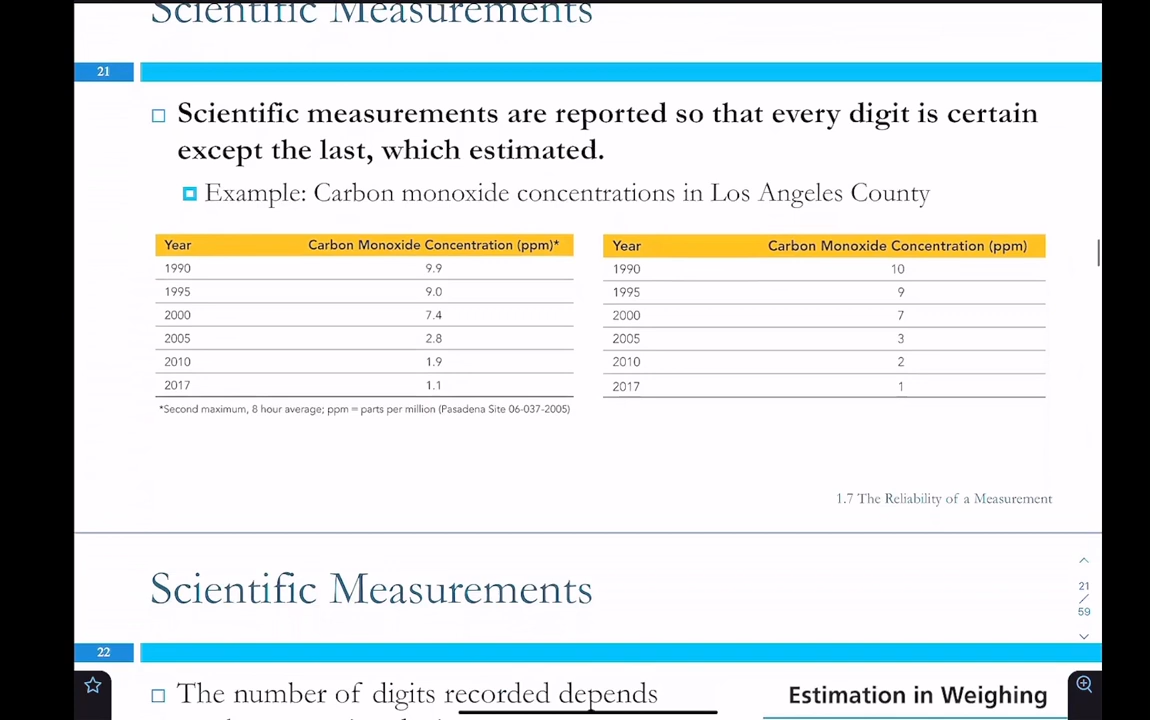 Scientific Measurements
21
Scientific measurements are reported so that every digit is certain
except the last, which estimated.
Example: Carbon monoxide concentrations in Los Angeles County
Year Carbon Monoxide Concentration (ppm)*
1990 9.9
1995 9.0
2000 7.4
2005 2.8
2010 1.9
2017 1.1
*Second maximum, 8 hour average; ppm = parts per million (Pasadena Site 06-037-2005)
Year Carbon Monoxide Concentration (ppm)
1990 10
1995 9
2000 7
2005 3
2010 2
2017 1
1.7 The Reliability of a Measurement
Scientific Measurements
21
/
59
22
The number of digits recorded depends
Estimation in Weighing